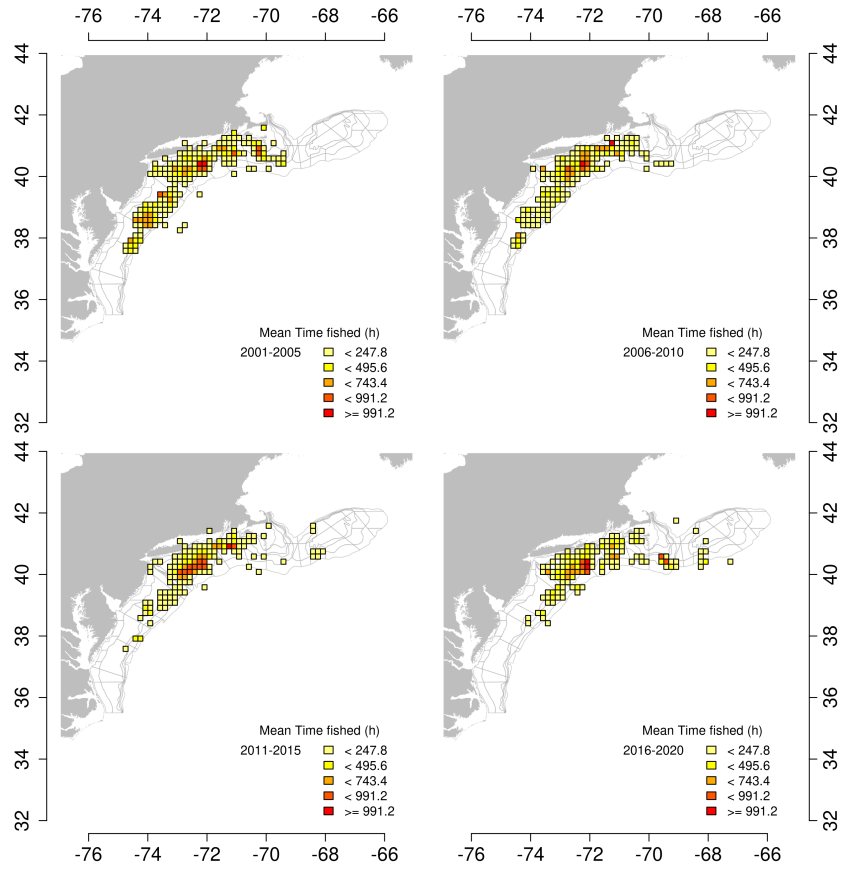 -76 -74 -72 -70 -68 -66 -76 -74 -72 -70 -68 -66
44 44
42 42
40 40
38 38
36 36
Mean Time fished (h) Mean Time fished (h)
2001-2005 < 247.8 2006-2010 < 247.8
34 < 495.6 < 495.6 34
< 743.4 < 743.4
< 991.2 < 991.2
>= 991.2 >= 991.2
32 32
44 44
42 42
40 40
38 38
36 36
Mean Time fished (h) Mean Time fished (h)
2011-2015 < 247.8 2016-2020 < 247.8
34 < 495.6 < 495.6 34
< 743.4 < 743.4
< 991.2 < 991.2
>= 991.2 >= 991.2
32 32
-76 -74 -72 -70 -68 -66 -76 -74 -72 -70 -68 -66